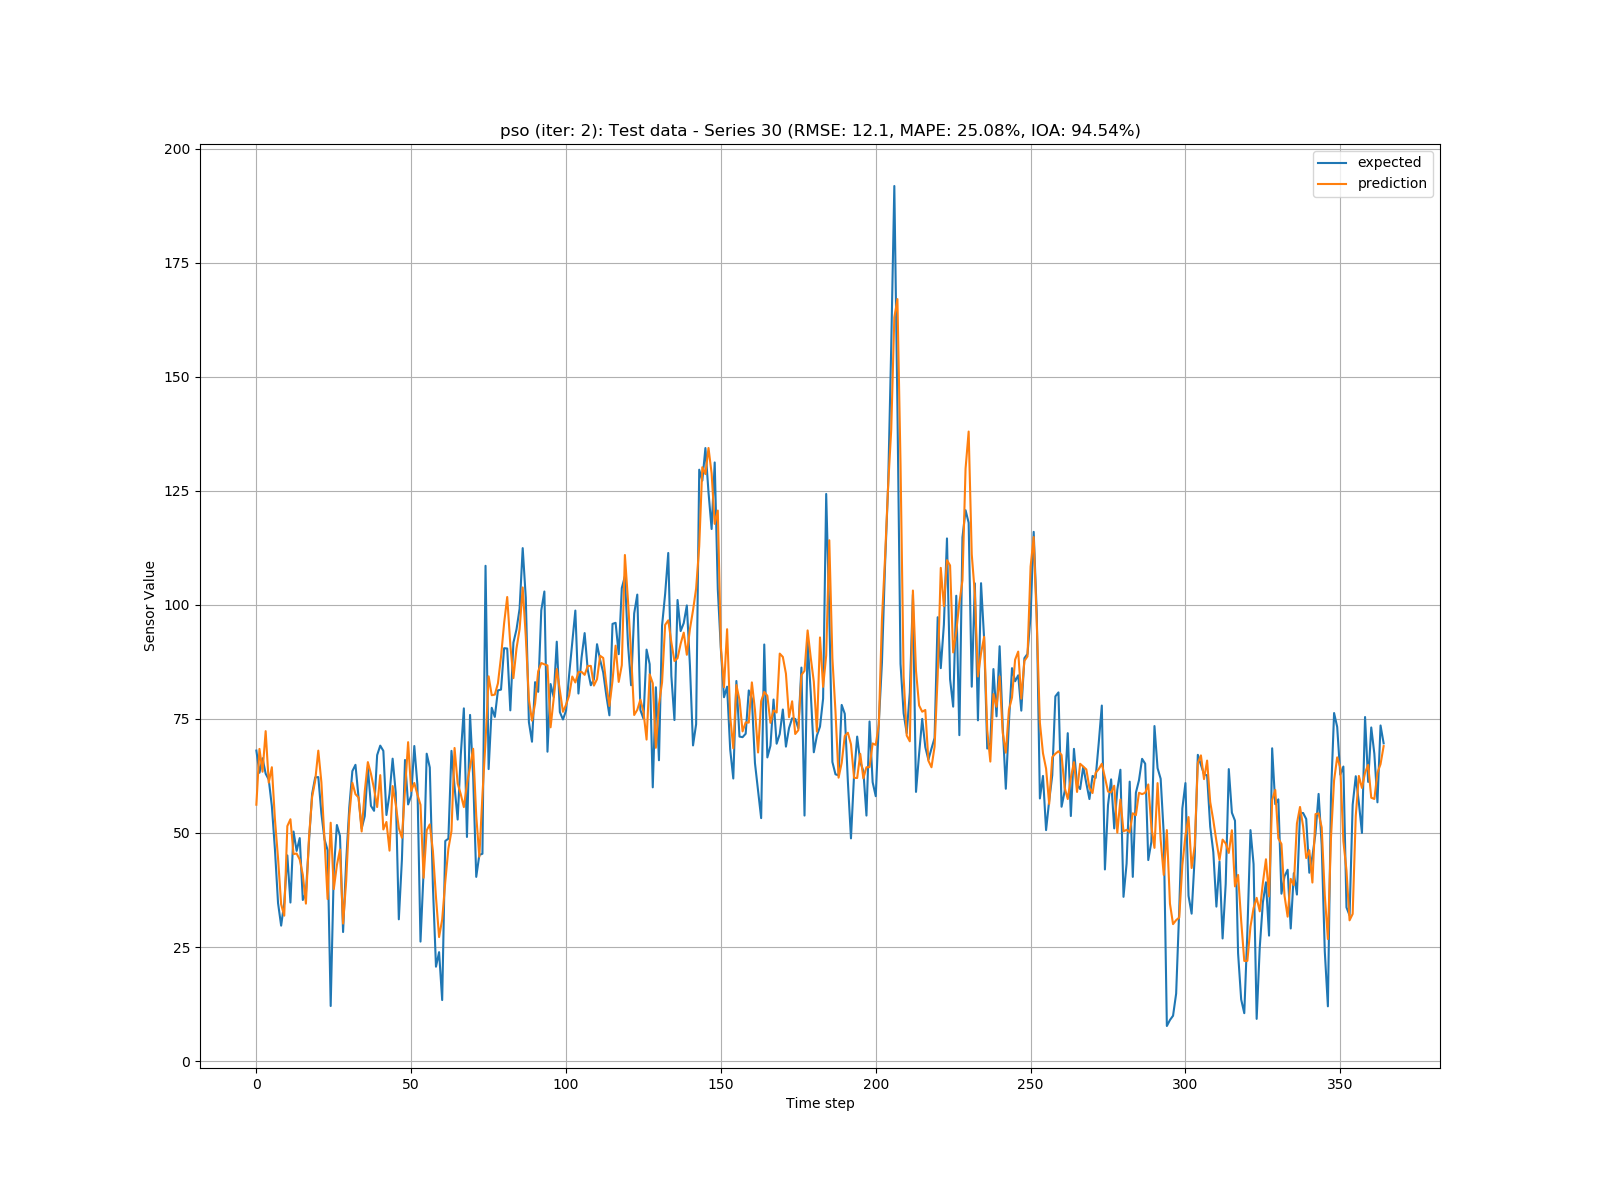 pso (iter: 2): Test data - Series 30 (RMSE: 12.1, MAPE: 25.08%, IOA: 94.54%)
expected
prediction
200
175
150
125
100
75
50
25
0
Sensor Value
0 50 100 150 200 250 300 350
Time step